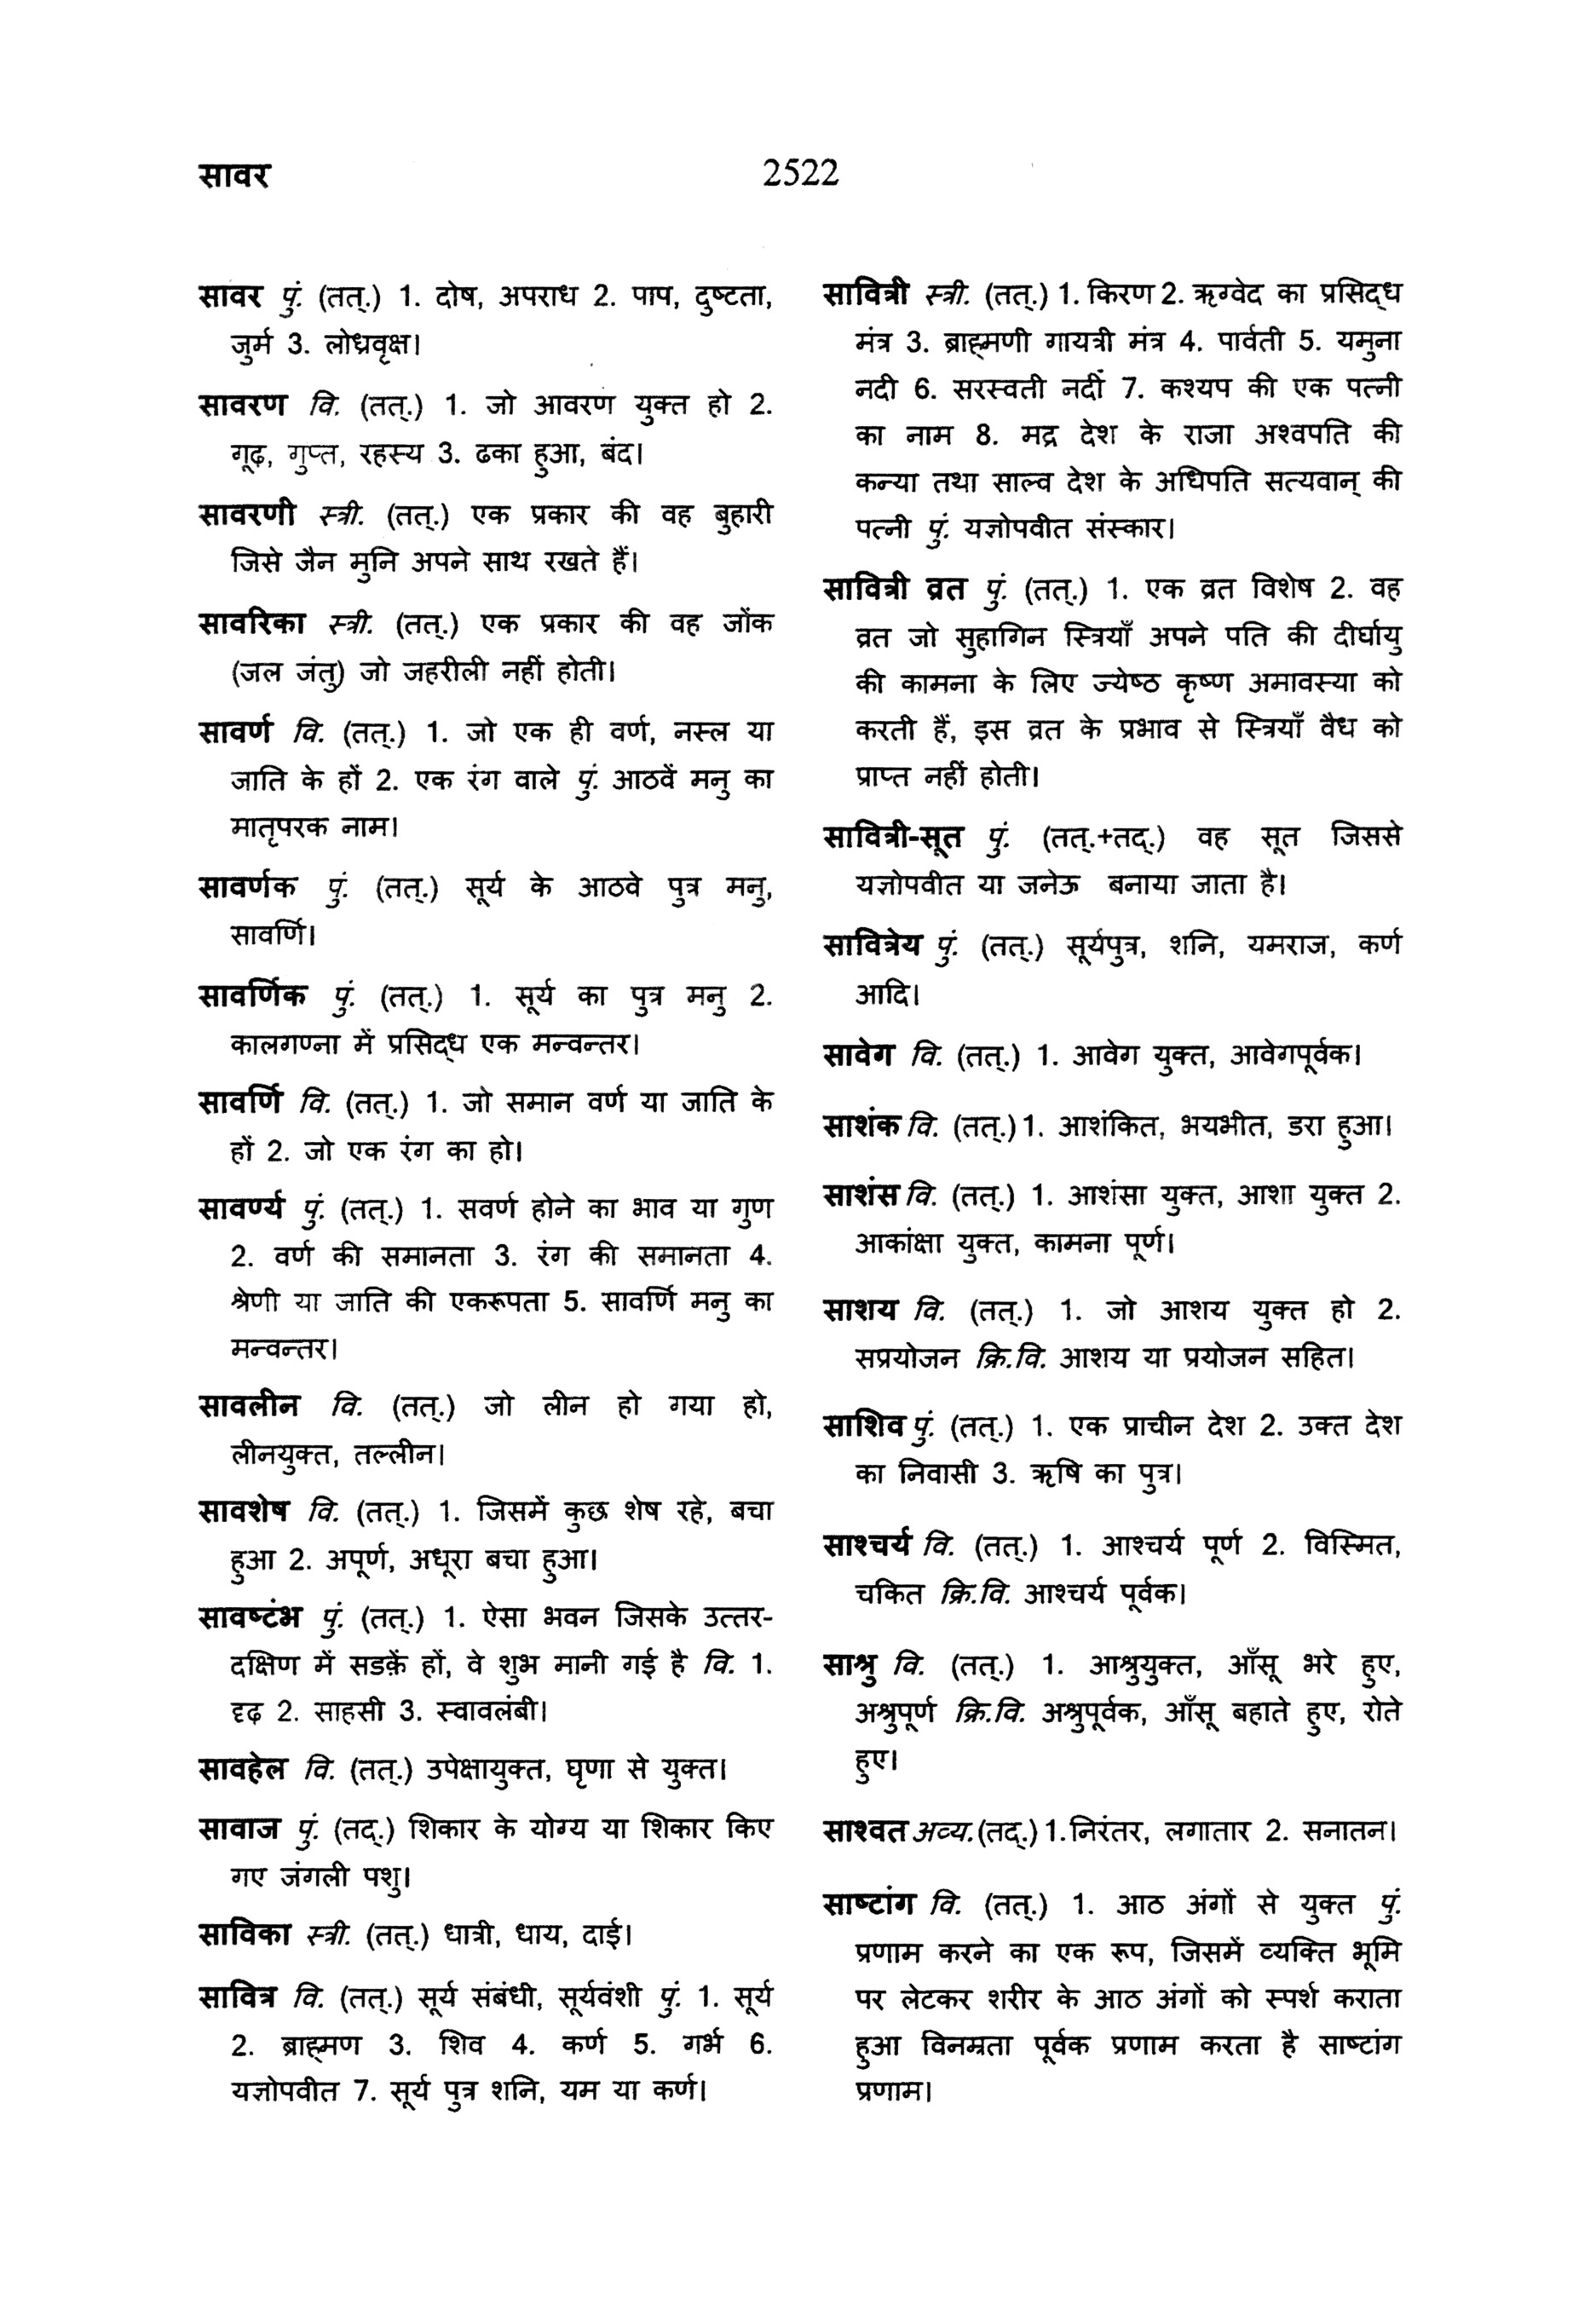 सावर
2522
सावर पुं. (तत्.) 1. दोष, अपराध 2. पाप, दुष्टता,
जुर्म 3. लोध्रवृक्ष।
सावरण वि. (तत्.) 1. जो आवरण युक्त हो 2.
गूढ़, गुप्त, रहस्य 3. ढका हुआ, बंद।
सावरणी स्त्री. (तत्.) एक प्रकार की वह बुहारी
जिसे जैन मुनि अपने साथ रखते हैं।
सावरिका स्त्री. (तत्.) एक प्रकार की वह जोंक
(जल जंतु) जो जहरीली नहीं होती।
सावर्ण वि. (तत्.) 1. जो एक ही वर्ण, नस्ल या
जाति के हों 2. एक रंग वाले पुं. आठवें मनु का
मातृपरक नाम।
सावर्णक पुं. (तत्.) सूर्य के आठवे पुत्र मनु,
सावर्णि।
सावर्णिक पुं. (तत्.) 1. सूर्य का पुत्र मनु 2.
कालगण्ना में प्रसिद्ध एक मन्वन्तर।
सावर्णि वि. (तत्.) 1. जो समान वर्ण या जाति के
हों 2. जो एक रंग का हो।
सावर्ण्य पुं. (तत्.) 1. सवर्ण होने का भाव या गुण
2. वर्ण की समानता 3. रंग की समानता 4.
श्रेणी या जाति की एकरूपता 5. सावर्णि मनु का
मन्वन्तर।
सावलीन वि. (तत्.) जो लीन हो गया हो,
लीनयुक्त, तल्लीन।
सावशेष वि. (तत्.) 1. जिसमें कुछ शेष रहे, बचा
हुआ 2. अपूर्ण, अधूरा बचा हुआ।
सावष्टंभ पुं. (तत्.) 1. ऐसा भवन जिसके उत्तर-
दक्षिण में सडक़ें हों, वे शुभ मानी गई है वि. 1.
दृढ़ 2. साहसी 3. स्वावलंबी।
सावहेल वि. (तत्.) उपेक्षायुक्त, घृणा से युक्त।
सावाज पुं. (तद्.) शिकार के योग्य या शिकार किए
गए जंगली पशु।
साविका स्त्री. (तत्.) धात्री, धाय, दाई।
सावित्र वि. (तत्.) सूर्य संबंधी, सूर्यवंशी पुं. 1. सूर्य
2. ब्राह्मण 3. शिव 4. कर्ण 5. गर्भ 6.
यज्ञोपवीत 7. सूर्य पुत्र शनि, यम या कर्ण।
सावित्री स्त्री. (तत्.) 1. किरण 2. ऋग्वेद का प्रसिद्ध
मंत्र 3. ब्राह्मणी गायत्री मंत्र 4. पार्वती 5. यमुना
नदी 6. सरस्वती नदी 7. कश्यप की एक पत्नी
का नाम 8. मद्र देश के राजा अश्वपति की
कन्या तथा साल्व देश के अधिपति सत्यवान् की
पत्नी पुं. यज्ञोपवीत संस्कार।
सावित्री व्रत पुं. (तत्.) 1. एक व्रत विशेष 2. वह
व्रत जो सुहागिन स्त्रियाँ अपने पति की दीर्घायु
की कामना के लिए ज्येष्ठ कृष्ण अमावस्या को
करती हैं, इस व्रत के प्रभाव से स्त्रियाँ वैध को
प्राप्त नहीं होती।
सावित्री-सूत पुं. (तत्.+तद्.) वह सूत जिससे
यज्ञोपवीत या जनेऊ बनाया जाता है।
सावित्रेय पुं. (तत्.) सूर्यपुत्र, शनि, यमराज, कर्ण
आदि।
सावेग वि. (तत्.) 1. आवेग युक्त, आवेगपूर्वक।
साशंक वि. (तत्.) 1. आशंकित, भयभीत, डरा हुआ।
साशंस वि. (तत्.) 1. आशंसा युक्त, आशा युक्त 2.
आकांक्षा युक्त, कामना पूर्ण।
साशय वि. (तत्.) 1. जो आशय युक्त हो 2.
सप्रयोजन क्रि.वि. आशय या प्रयोजन सहित।
साशिव पुं. (तत्.) 1. एक प्राचीन देश 2. उक्त देश
का निवासी 3. ऋषि का पुत्र।
साश्चर्य वि. (तत्.) 1. आश्चर्य पूर्ण 2. विस्मित,
चकित क्रि.वि. आश्चर्य पूर्वक।
साश्रु वि. (तत्.) 1. आश्रुयुक्त, आँसू भरे हुए,
अश्रुपूर्ण क्रि.वि. अश्रुपूर्वक, आँसू बहाते हुए, रोते
हुए।
साश्वत अव्य. (तद्.) 1.निरंतर, लगातार 2. सनातन।
साष्टांग वि. (तत्.) 1. आठ अंगों से युक्त पुं.
प्रणाम करने का एक रूप, जिसमें व्यक्ति भूमि
पर लेटकर शरीर के आठ अंगों को स्पर्श कराता
हुआ विनम्रता पूर्वक प्रणाम करता है साष्टांग
प्रणाम।